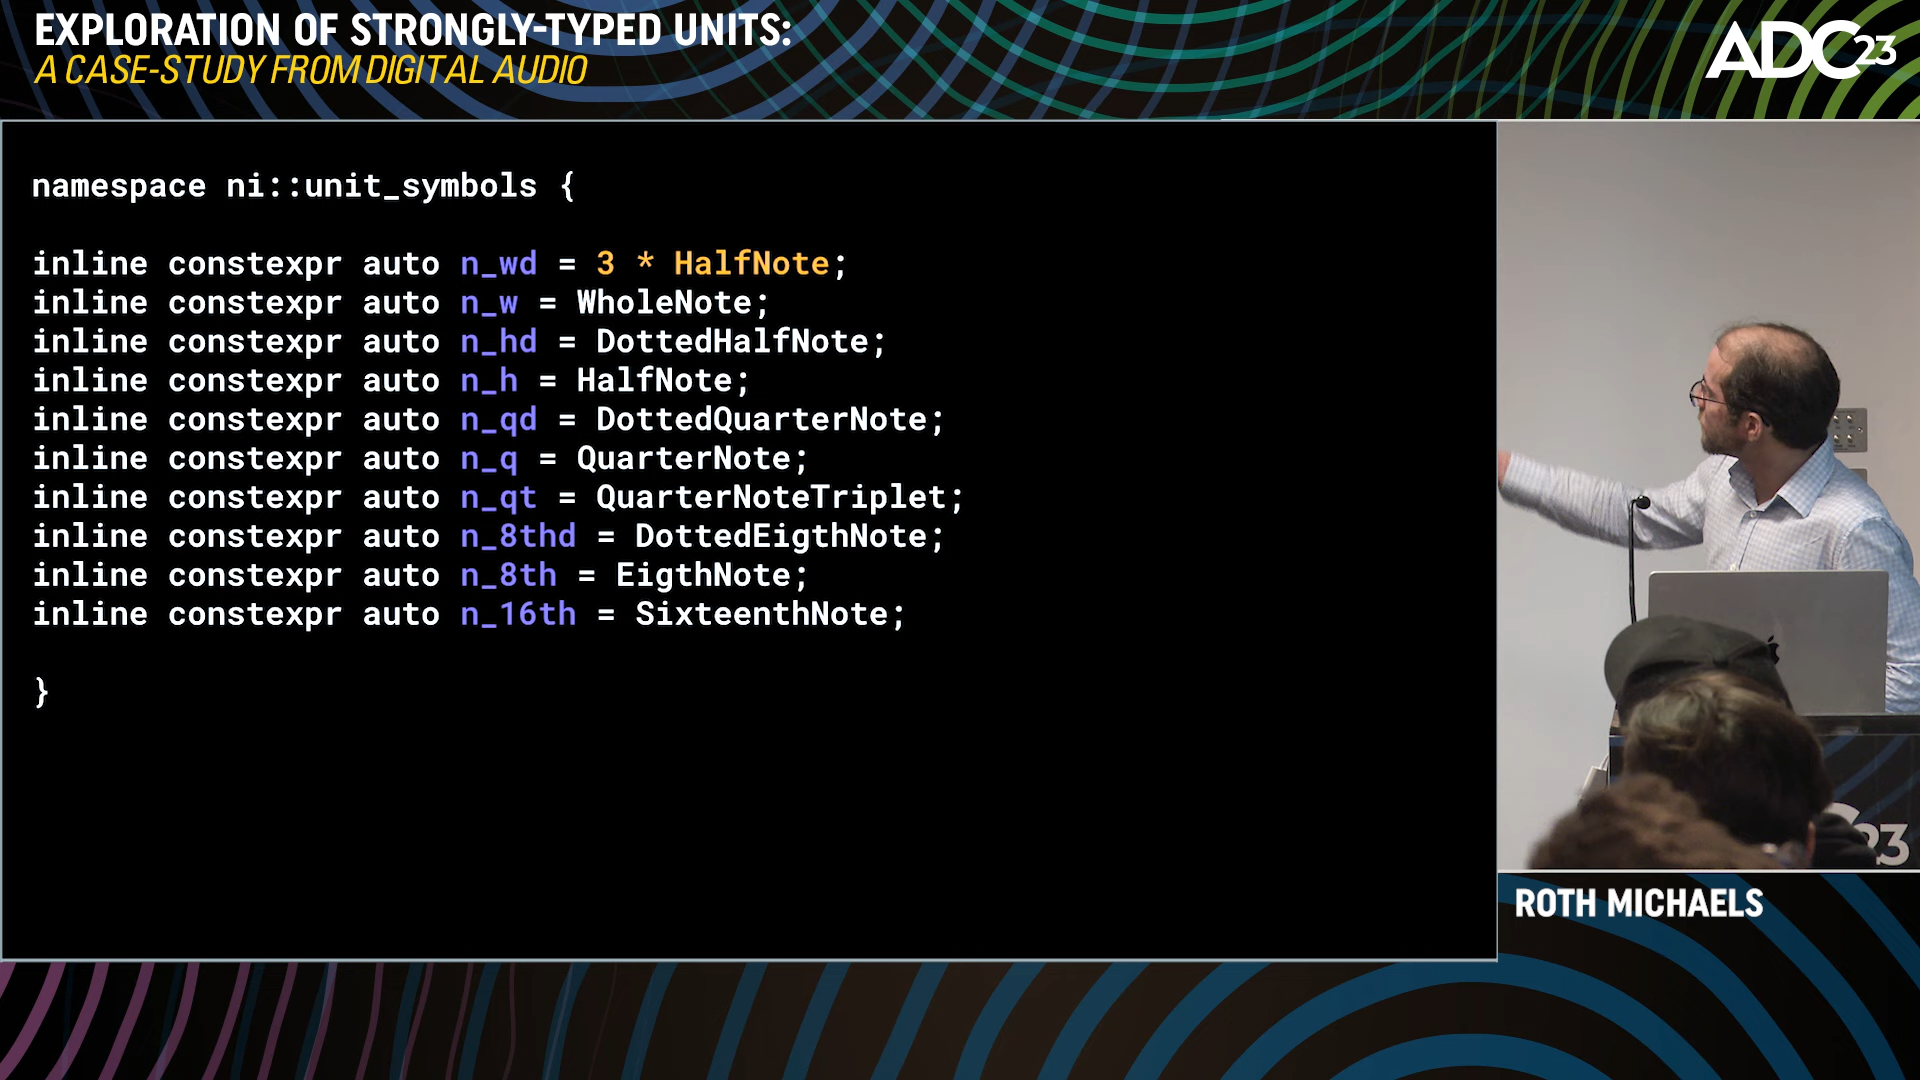 EXPLORATION OF STRONGLY-TYPED UNITS:
A CASE-STUDY FROM DIGITAL AUDIO
ADC23
namespace ni::unit_symbols {
inline constexpr auto n_wd = 3 * HalfNote;
inline constexpr auto n_w = WholeNote;
inline constexpr auto n_hd = DottedHalfNote;
inline constexpr auto n_h = HalfNote;
inline constexpr auto n_qd = DottedQuarterNote;
inline constexpr auto n_q = QuarterNote;
inline constexpr auto n_qt = QuarterNoteTriplet;
inline constexpr auto n_8thd = DottedEigthNote;
inline constexpr auto n_8th = EigthNote;
inline constexpr auto n_16th = SixteenthNote;
}
23
ROTH MICHAELS